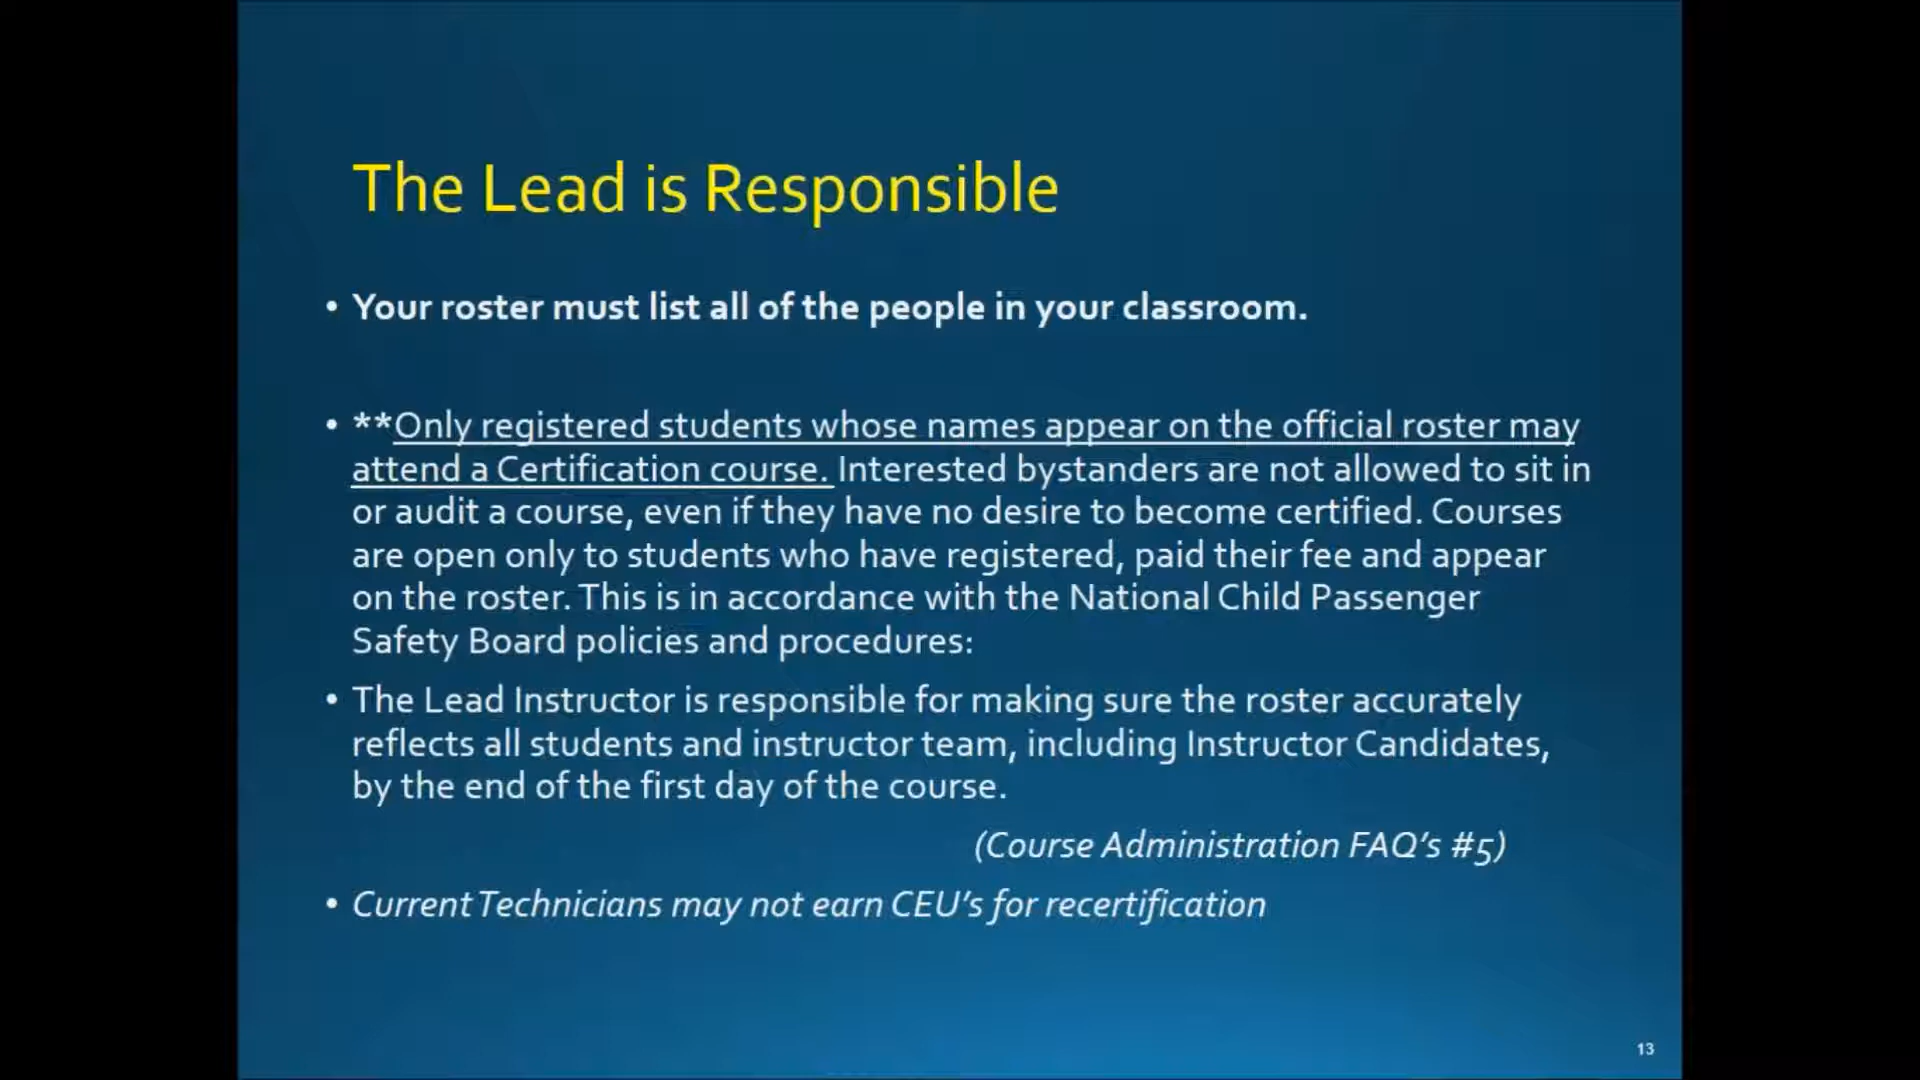 The Lead is Responsible
• Your roster must list all of the people in your classroom.
• **Only registered students whose names appear on the official roster may
attend a Certification course. Interested bystanders are not allowed to sit in
or audit a course, even if they have no desire to become certified. Courses
are open only to students who have registered, paid their fee and appear
on the roster. This is in accordance with the National Child Passenger
Safety Board policies and procedures:
• The Lead Instructor is responsible for making sure the roster accurately
reflects all students and instructor team, including Instructor Candidates,
by the end of the first day of the course.
(Course Administration FAQ's #5)
• Current Technicians may not earn CEU's for recertification
13